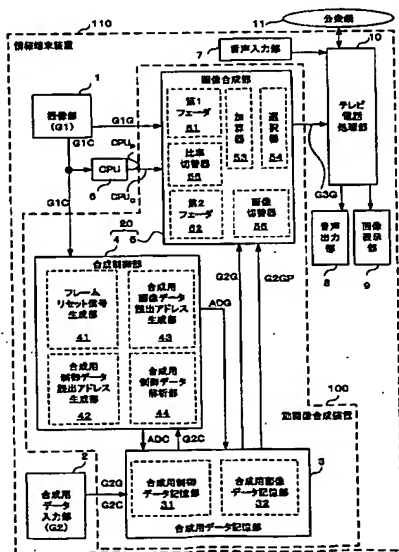 110
情報端末装置
11
公衆網
7
音声入力部
10
テレビ
電話
処理部
1
撮像部
(G1)
G1G
G1C
画像合成部
第1
フェーダ
51
加算器
53
選択器
54
比率
切替器
55
第2
フェーダ
52
画像
切替器
56
CPU
6
G3G
G1C
20
4
5
音声
出力部
8
画像
表示部
9
合成制御部
フレーム
リセット信号
生成部
41
合成用
画像データ
読出アドレス
生成部
43
合成用
制御データ
読出アドレス
生成部
42
合成用
制御データ
解析部
44
ADG
G2G
G2GP
ADC
G2C
100
動画像合成装置
2
合成用
データ
入力部
(G2)
G2G
G2C
3
合成用制御
データ記憶部
31
合成用画像
データ記憶部
32
合成用データ記憶部